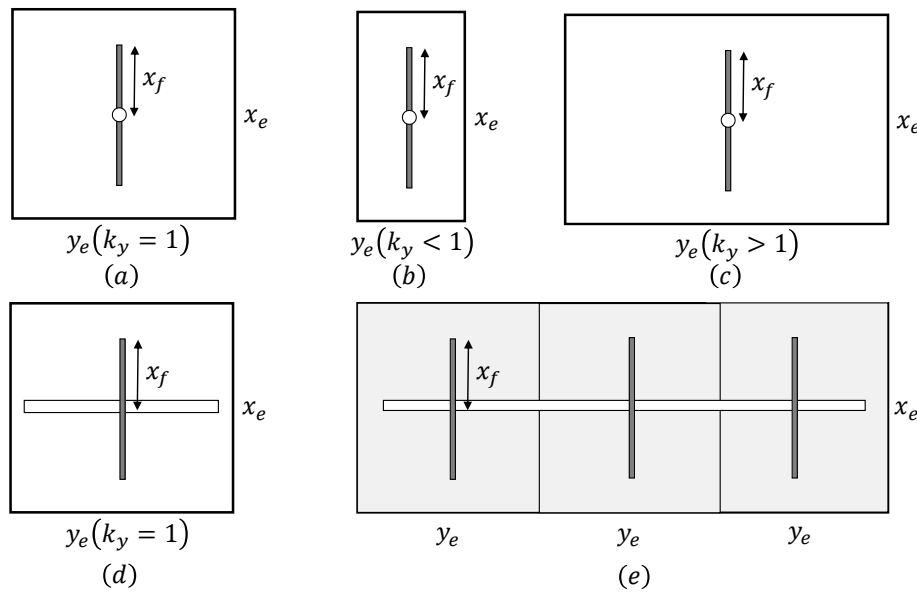 x_f
x_e
y_e(k_y = 1)
(a)
x_f
x_e
y_e(k_y < 1)
(b)
x_f
x_e
y_e(k_y > 1)
(c)
x_f
x_e
y_e(k_y = 1)
(d)
x_f
x_e
y_e y_e y_e
(e)